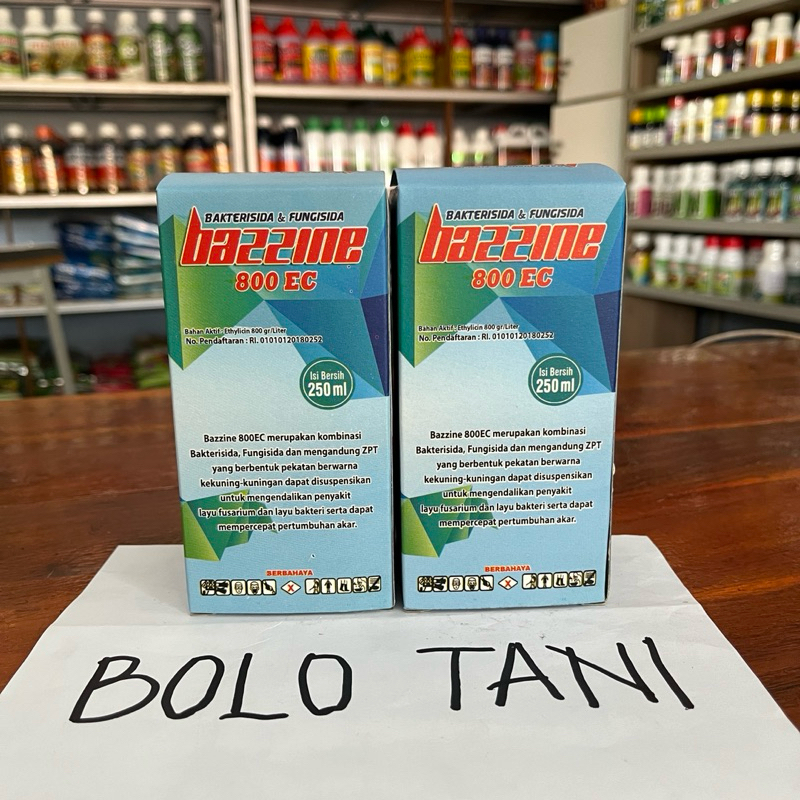 BAKTERISIDA & FUNGISIDA
bazzine
800 EC
Bahan Aktif : Ethylicin 800 gr/Liter
No. Pendaftaran : RI. 01010120180252
Isi Bersih
250 ml
Bazzine 800EC merupakan kombinasi
Bakterisida, Fungisida dan mengandung ZPT
yang berbentuk pekatan berwarna
kekuning-kuningan dapat disuspensikan
untuk mengendalikan penyakit
layu fusarium dan layu bakteri serta dapat
mempercepat pertumbuhan akar.
BERBAHAYA
BAKTERISIDA & FUNGISIDA
bazzine
800 EC
Bahan Aktif : Ethylicin 800 gr/Liter
No. Pendaftaran : RI. 01010120180252
Isi Bersih
250 ml
Bazzine 800EC merupakan kombinasi
Bakterisida, Fungisida dan mengandung ZPT
yang berbentuk pekatan berwarna
kekuning-kuningan dapat disuspensikan
untuk mengendalikan penyakit
layu fusarium dan layu bakteri serta dapat
mempercepat pertumbuhan akar.
BERBAHAYA
BOLO TANI